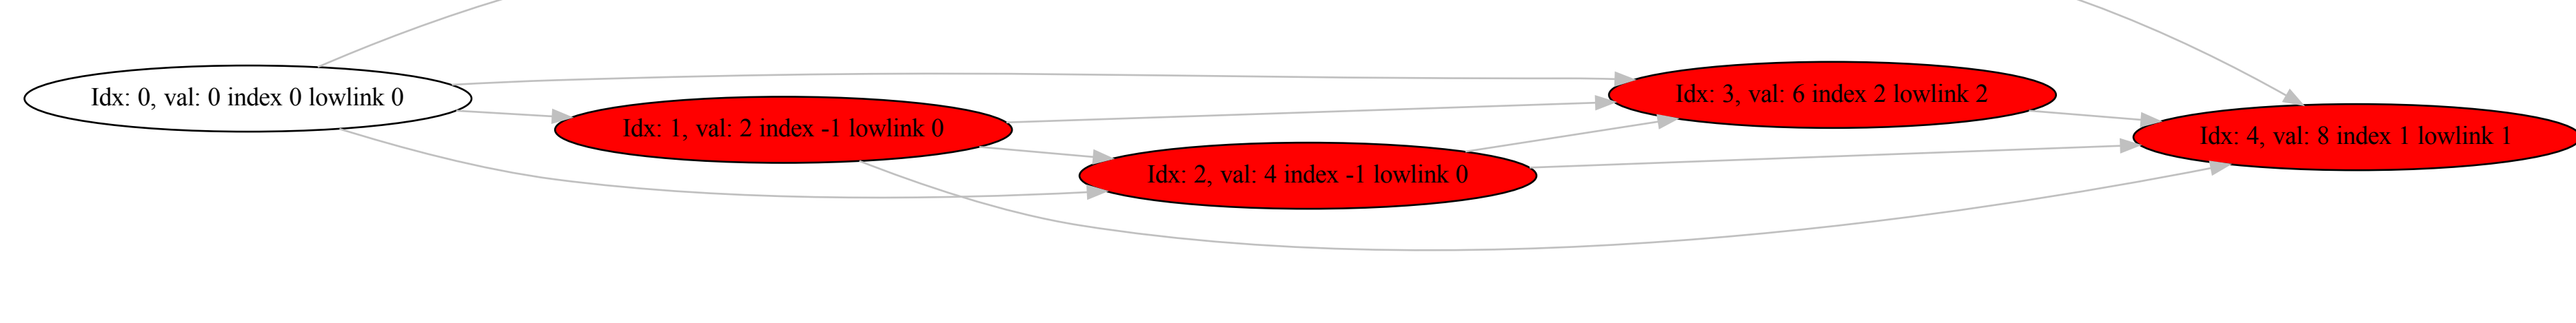 Idx: 0, val: 0 index 0 lowlink 0
Idx: 1, val: 2 index -1 lowlink 0
Idx: 2, val: 4 index -1 lowlink 0
Idx: 3, val: 6 index 2 lowlink 2
Idx: 4, val: 8 index 1 lowlink 1